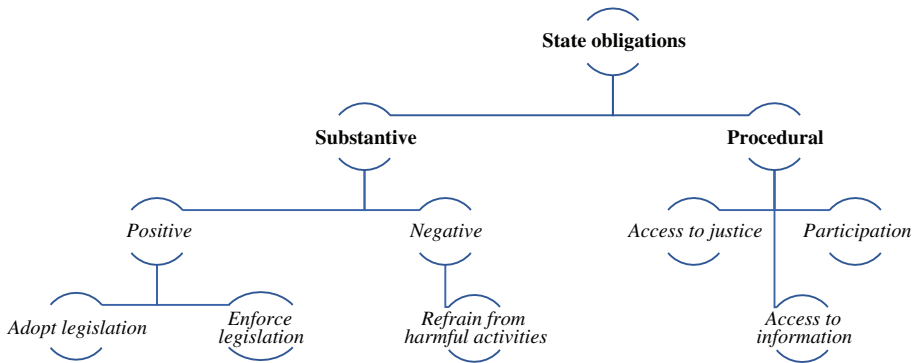 State obligations
Substantive
Procedural
Positive
Negative
Access to justice
Participation
Adopt legislation
Enforce
legislation
Refrain from
harmful activities
Access to
information